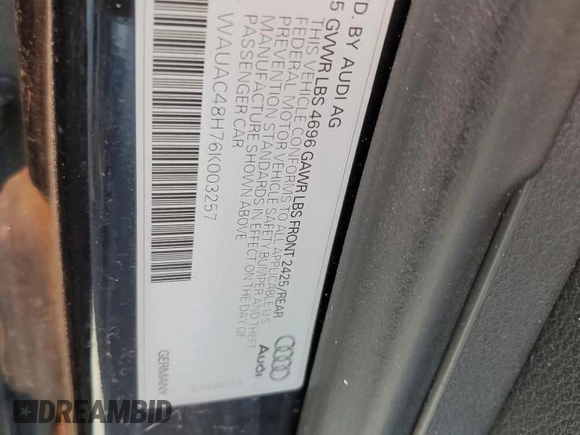 D. BY AUDI AG
5 GVWR LBS 4696 GAWR LBS FRONT 2425/REAR
THIS VEHICLE CONFORMS TO ALL APPLICABLE U.S.
FEDERAL MOTOR VEHICLE SAFETY BUMPER AND THEFT
PREVENTION STANDARDS IN EFFECT ON THE DAY OF
MANUFACTURE SHOWN ABOVE
PASSENGER CAR
WAUAC48H76K003257
Audi
GERMANY
DREAMBID